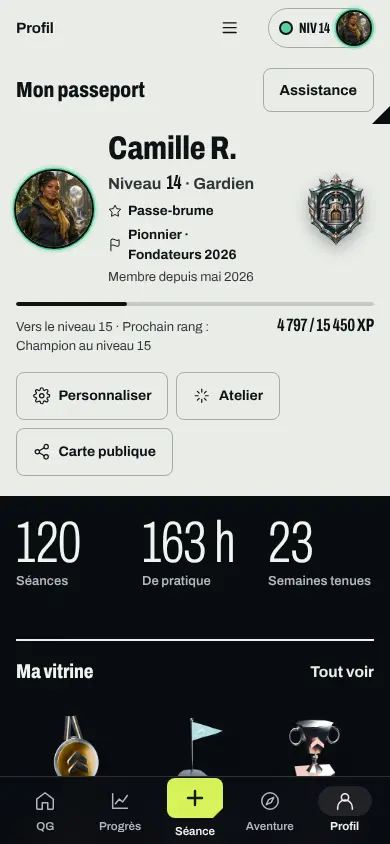 Profil
NIV 14
Mon passeport
Assistance
Camille R.
Niveau 14 · Gardien
Passe-brume
Pionnier ·
Fondateurs 2026
Membre depuis mai 2026
Vers le niveau 15 · Prochain rang :
Champion au niveau 15
4 797 / 15 450 XP
Personnaliser
Atelier
Carte publique
120
163 h
23
Séances
De pratique
Semaines tenues
Ma vitrine
Tout voir
QG
Progrès
Séance
Aventure
Profil